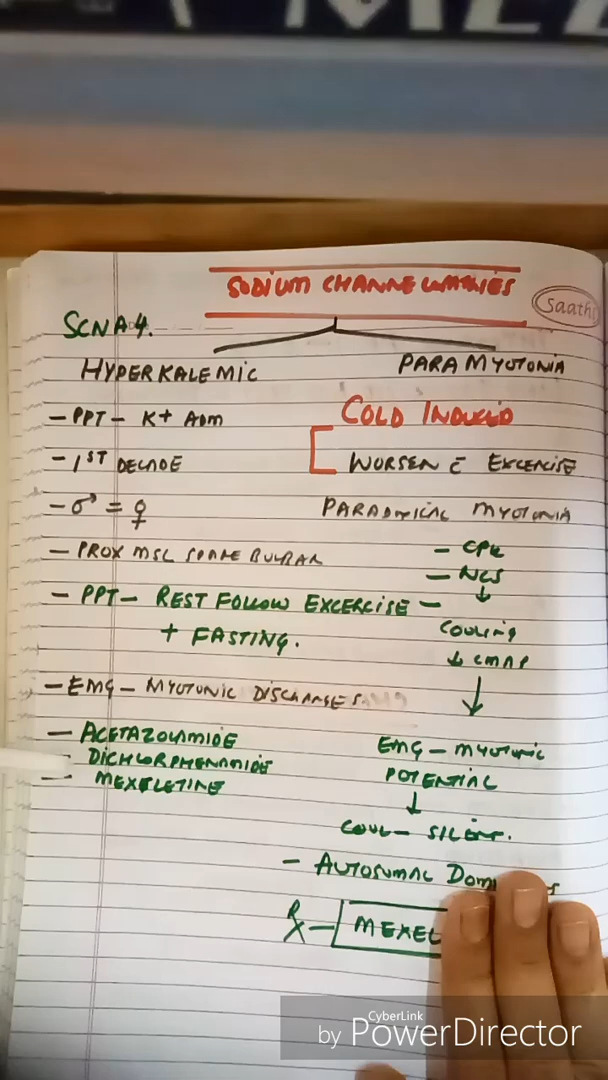 SODIUM CHANNELOPATHIES
Saaths
SCNA4.
HYPERKALEMIC
- PPT - K+ ADM
- 1ST DECADE
- ♂ = ♀
- PROX MSL SPARE BULBAR
- PPT - REST FOLLOW EXCERCISE -
+ FASTING.
- EMG - MYOTONIC DISCHARGES.
- ACETAZOLAMIDE
- DICHLORPHENAMIDE
- MEXELETINE
PARAMYOTONIA
COLD INDUCED
WORSEN C EXCERCISE
PARADOXICAL MYOTONIA
- CPK
- NCS
↓
COOLING
↓ CMAP
↓
EMG - MYOTONIC
POTENTIAL
↓
COOL - SILENT.
- AUTOSOMAL DOM
℞ - MEXEL
CyberLink
by PowerDirector